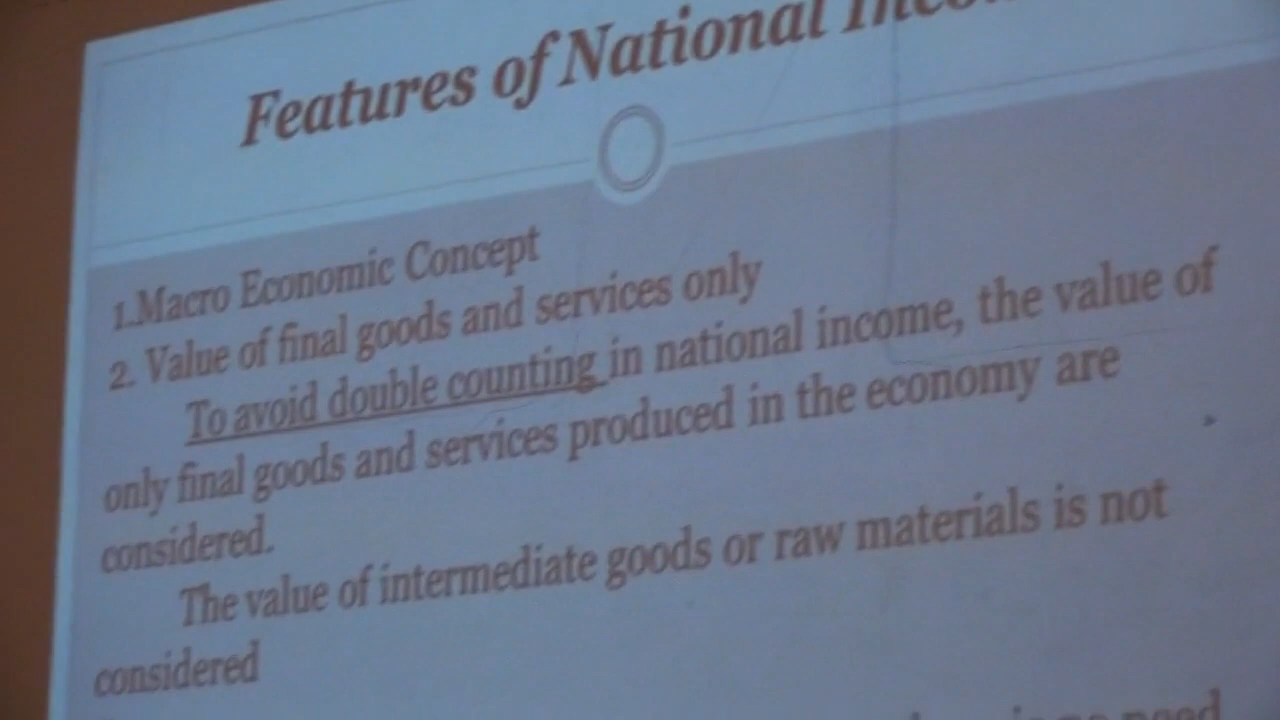 Features of National Inco
1.Macro Economic Concept
2. Value of final goods and services only
To avoid double counting in national income, the value of
only final goods and services produced in the economy are
considered.
The value of intermediate goods or raw materials is not
considered
need